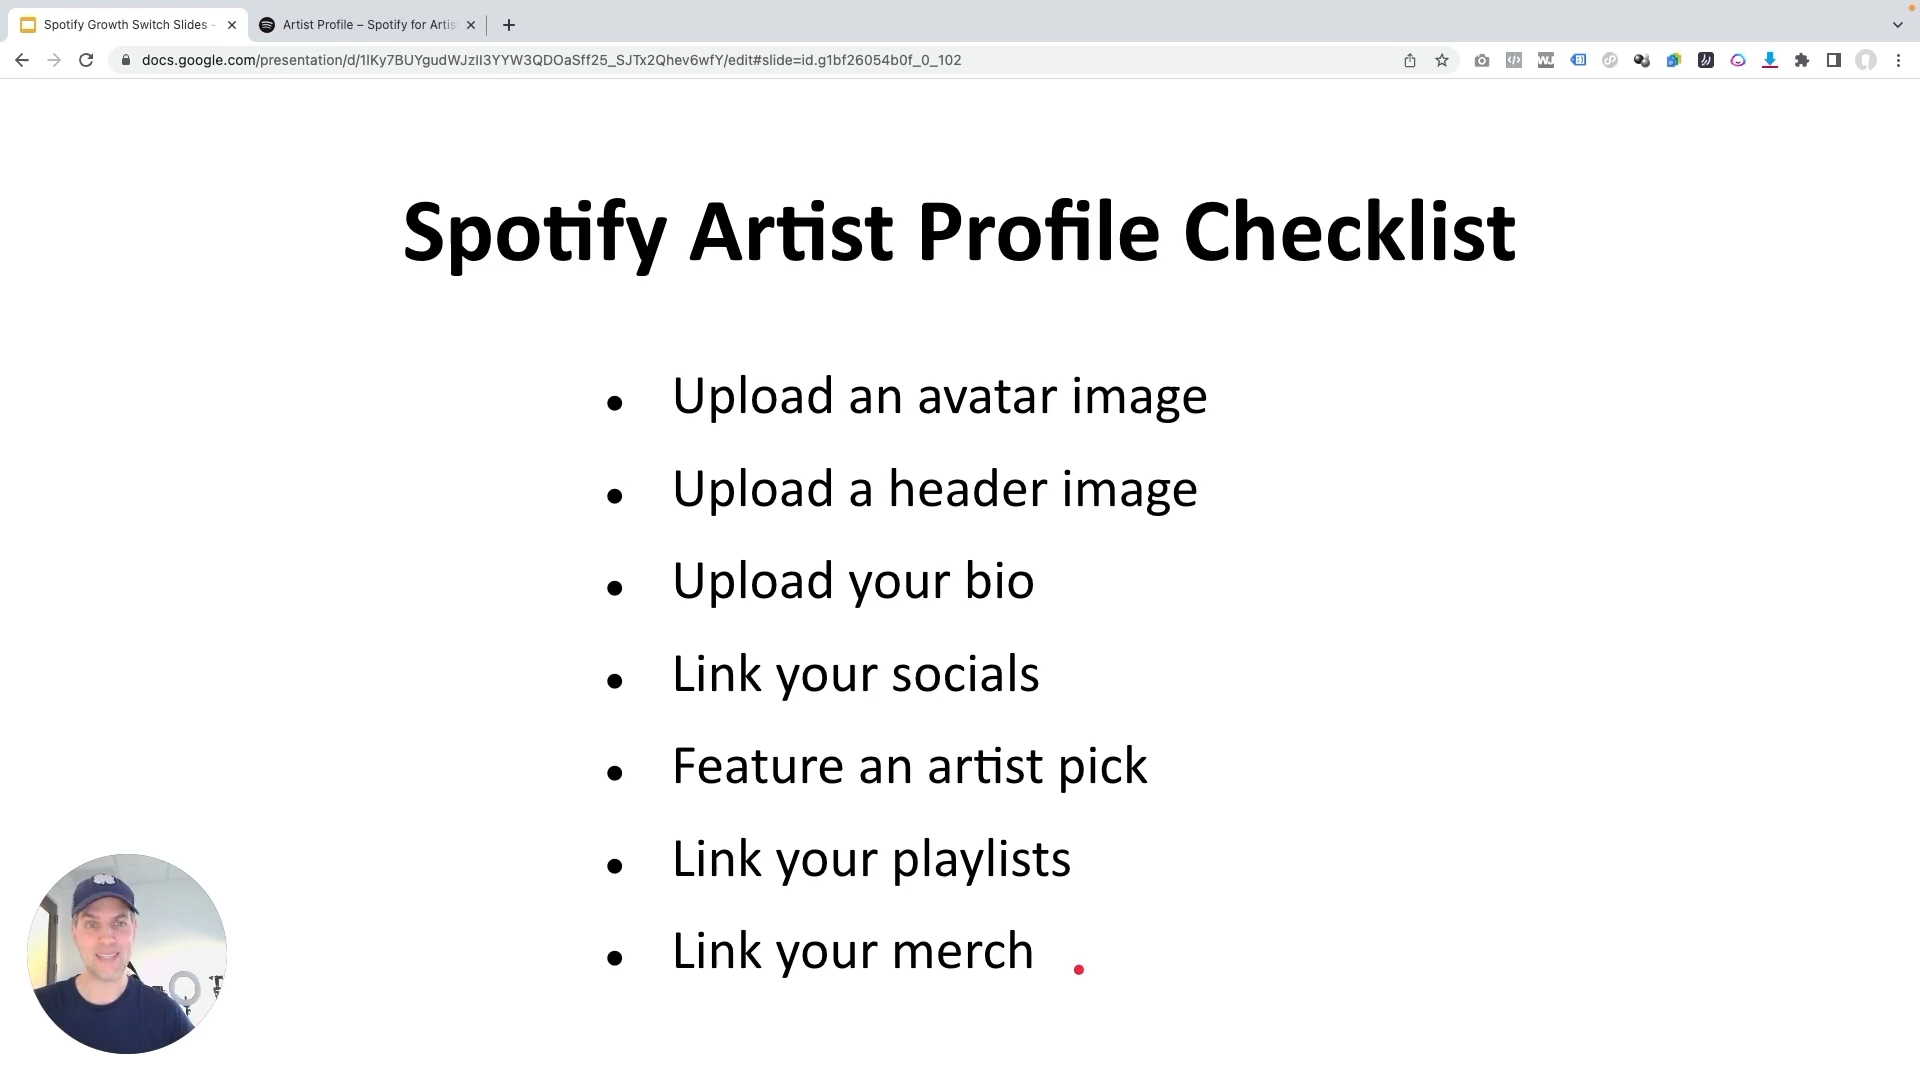 Spotify Growth Switch Slides -
Artist Profile – Spotify for Artis
docs.google.com/presentation/d/1lKy7BUYgudWJzII3YYW3QDOaSff25_SJTx2Qhev6wfY/edit#slide=id.g1bf26054b0f_0_102
Spotify Artist Profile Checklist
• Upload an avatar image
• Upload a header image
• Upload your bio
• Link your socials
• Feature an artist pick
• Link your playlists
• Link your merch